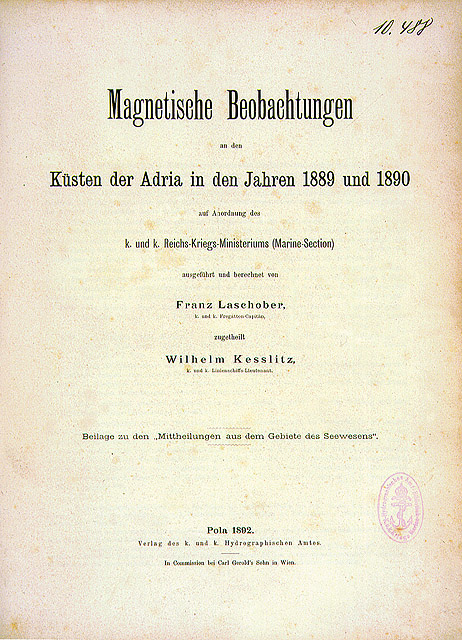 10. 488
Magnetische Beobachtungen
an den
Küsten der Adria in den Jahren 1889 und 1890
auf Anordnung des
k. und k. Reichs-Kriegs-Ministeriums (Marine-Section)
ausgeführt und berechnet von
Franz Laschober,
k. und k. Fregatten-Capitän,
zugetheilt
Wilhelm Kesslitz,
k. und k. Linienschiffs-Lieutenant.
Beilage zu den „Mittheilungen aus dem Gebiete des Seewesens“.
Pola 1892.
Verlag des k. und k. Hydrographischen Amtes.
In Commission bei Carl Gerold's Sohn in Wien.